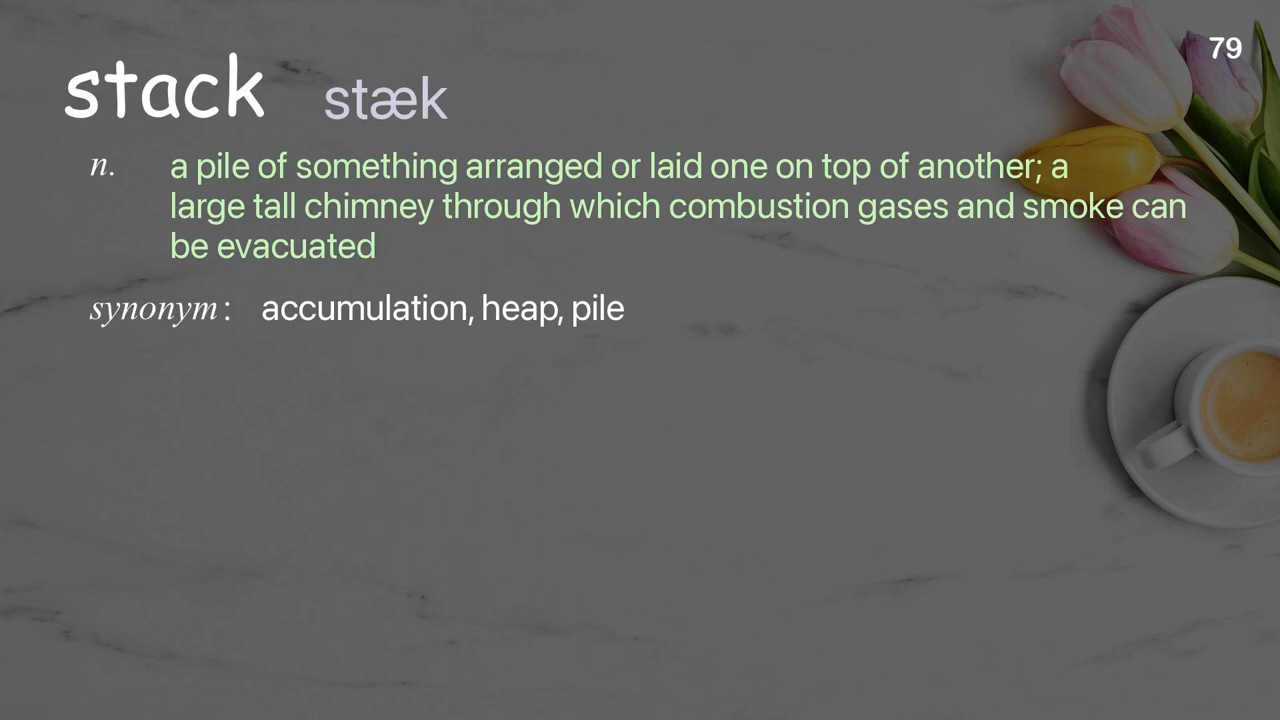 79
stack stæk
n. a pile of something arranged or laid one on top of another; a
large tall chimney through which combustion gases and smoke can
be evacuated
synonym: accumulation, heap, pile